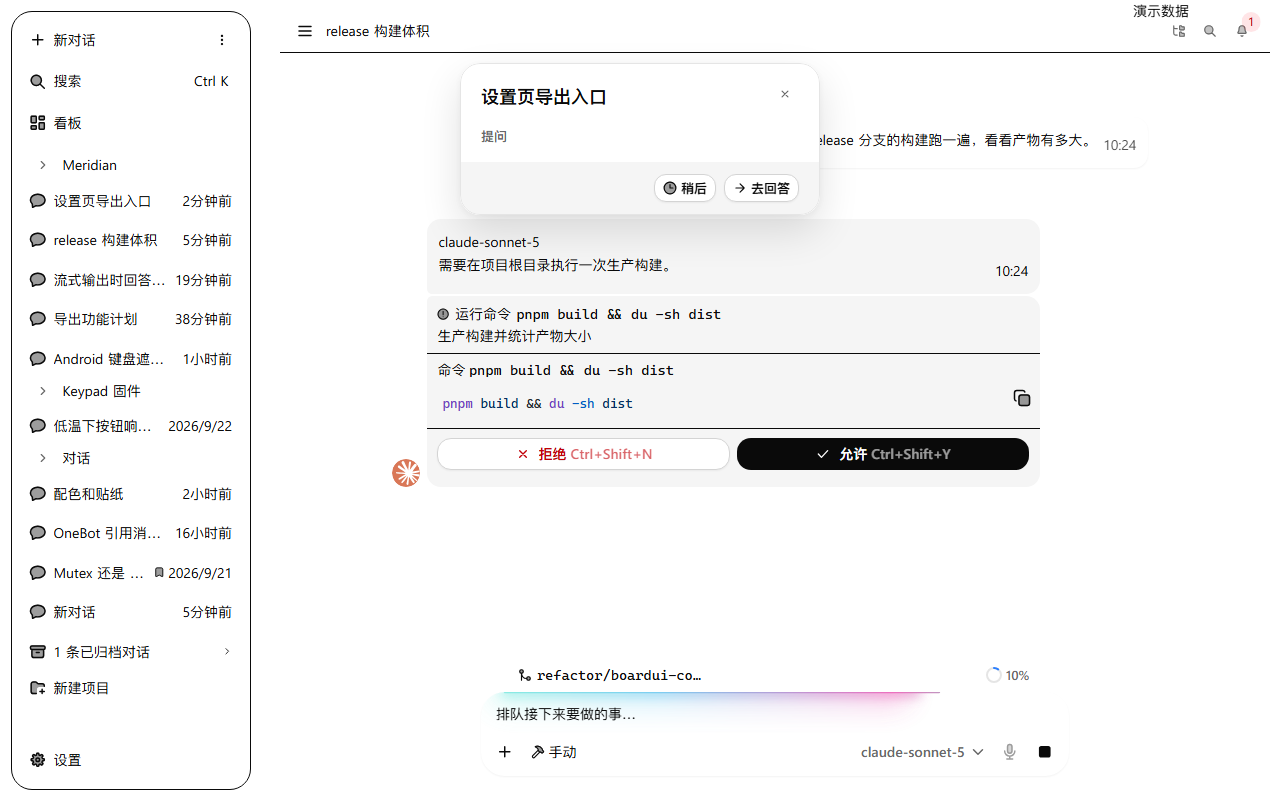 新对话
搜索 Ctrl K
看板
Meridian
设置页导出入口 2分钟前
release 构建体积 5分钟前
流式输出时回答… 19分钟前
导出功能计划 38分钟前
Android 键盘遮… 1小时前
Keypad 固件
低温下按钮响… 2026/9/22
对话
配色和贴纸 2小时前
OneBot 引用消… 16小时前
Mutex 还是 … 2026/9/21
新对话 5分钟前
1 条已归档对话
新建项目
设置
release 构建体积
演示数据
1
设置页导出入口
提问
稍后
去回答
elease 分支的构建跑一遍，看看产物有多大。 10:24
claude-sonnet-5
需要在项目根目录执行一次生产构建。
10:24
运行命令 pnpm build && du -sh dist
生产构建并统计产物大小
命令 pnpm build && du -sh dist
pnpm build && du -sh dist
拒绝 Ctrl+Shift+N
允许 Ctrl+Shift+Y
refactor/boardui-co…
10%
排队接下来要做的事…
手动
claude-sonnet-5